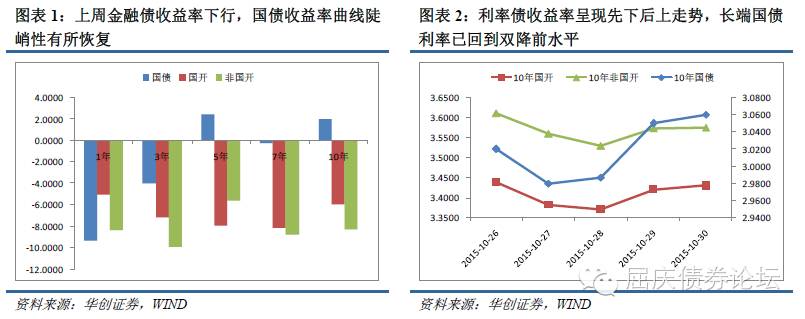 图表 1：上周金融债收益率下行，国债收益率曲线陡
峭性有所恢复
国债 国开 非国开
4.0000
2.0000
0.0000
-2.0000
-4.0000
-6.0000
-8.0000
-10.0000
-12.0000
1年 3年 5年 7年 10年
资料来源：华创证券，WIND
图表 2：利率债收益率呈现先下后上走势，长端国债
利率已回到双降前水平
10年国开 10年非国开 10年国债
3.6500
3.6000
3.5500
3.5000
3.4500
3.4000
3.3500
3.0800
3.0600
3.0400
3.0200
3.0000
2.9800
2.9600
2.9400
2015-10-26
2015-10-27
2015-10-28
2015-10-29
2015-10-30
资料来源：华创证券，WIND
屈庆债券论坛